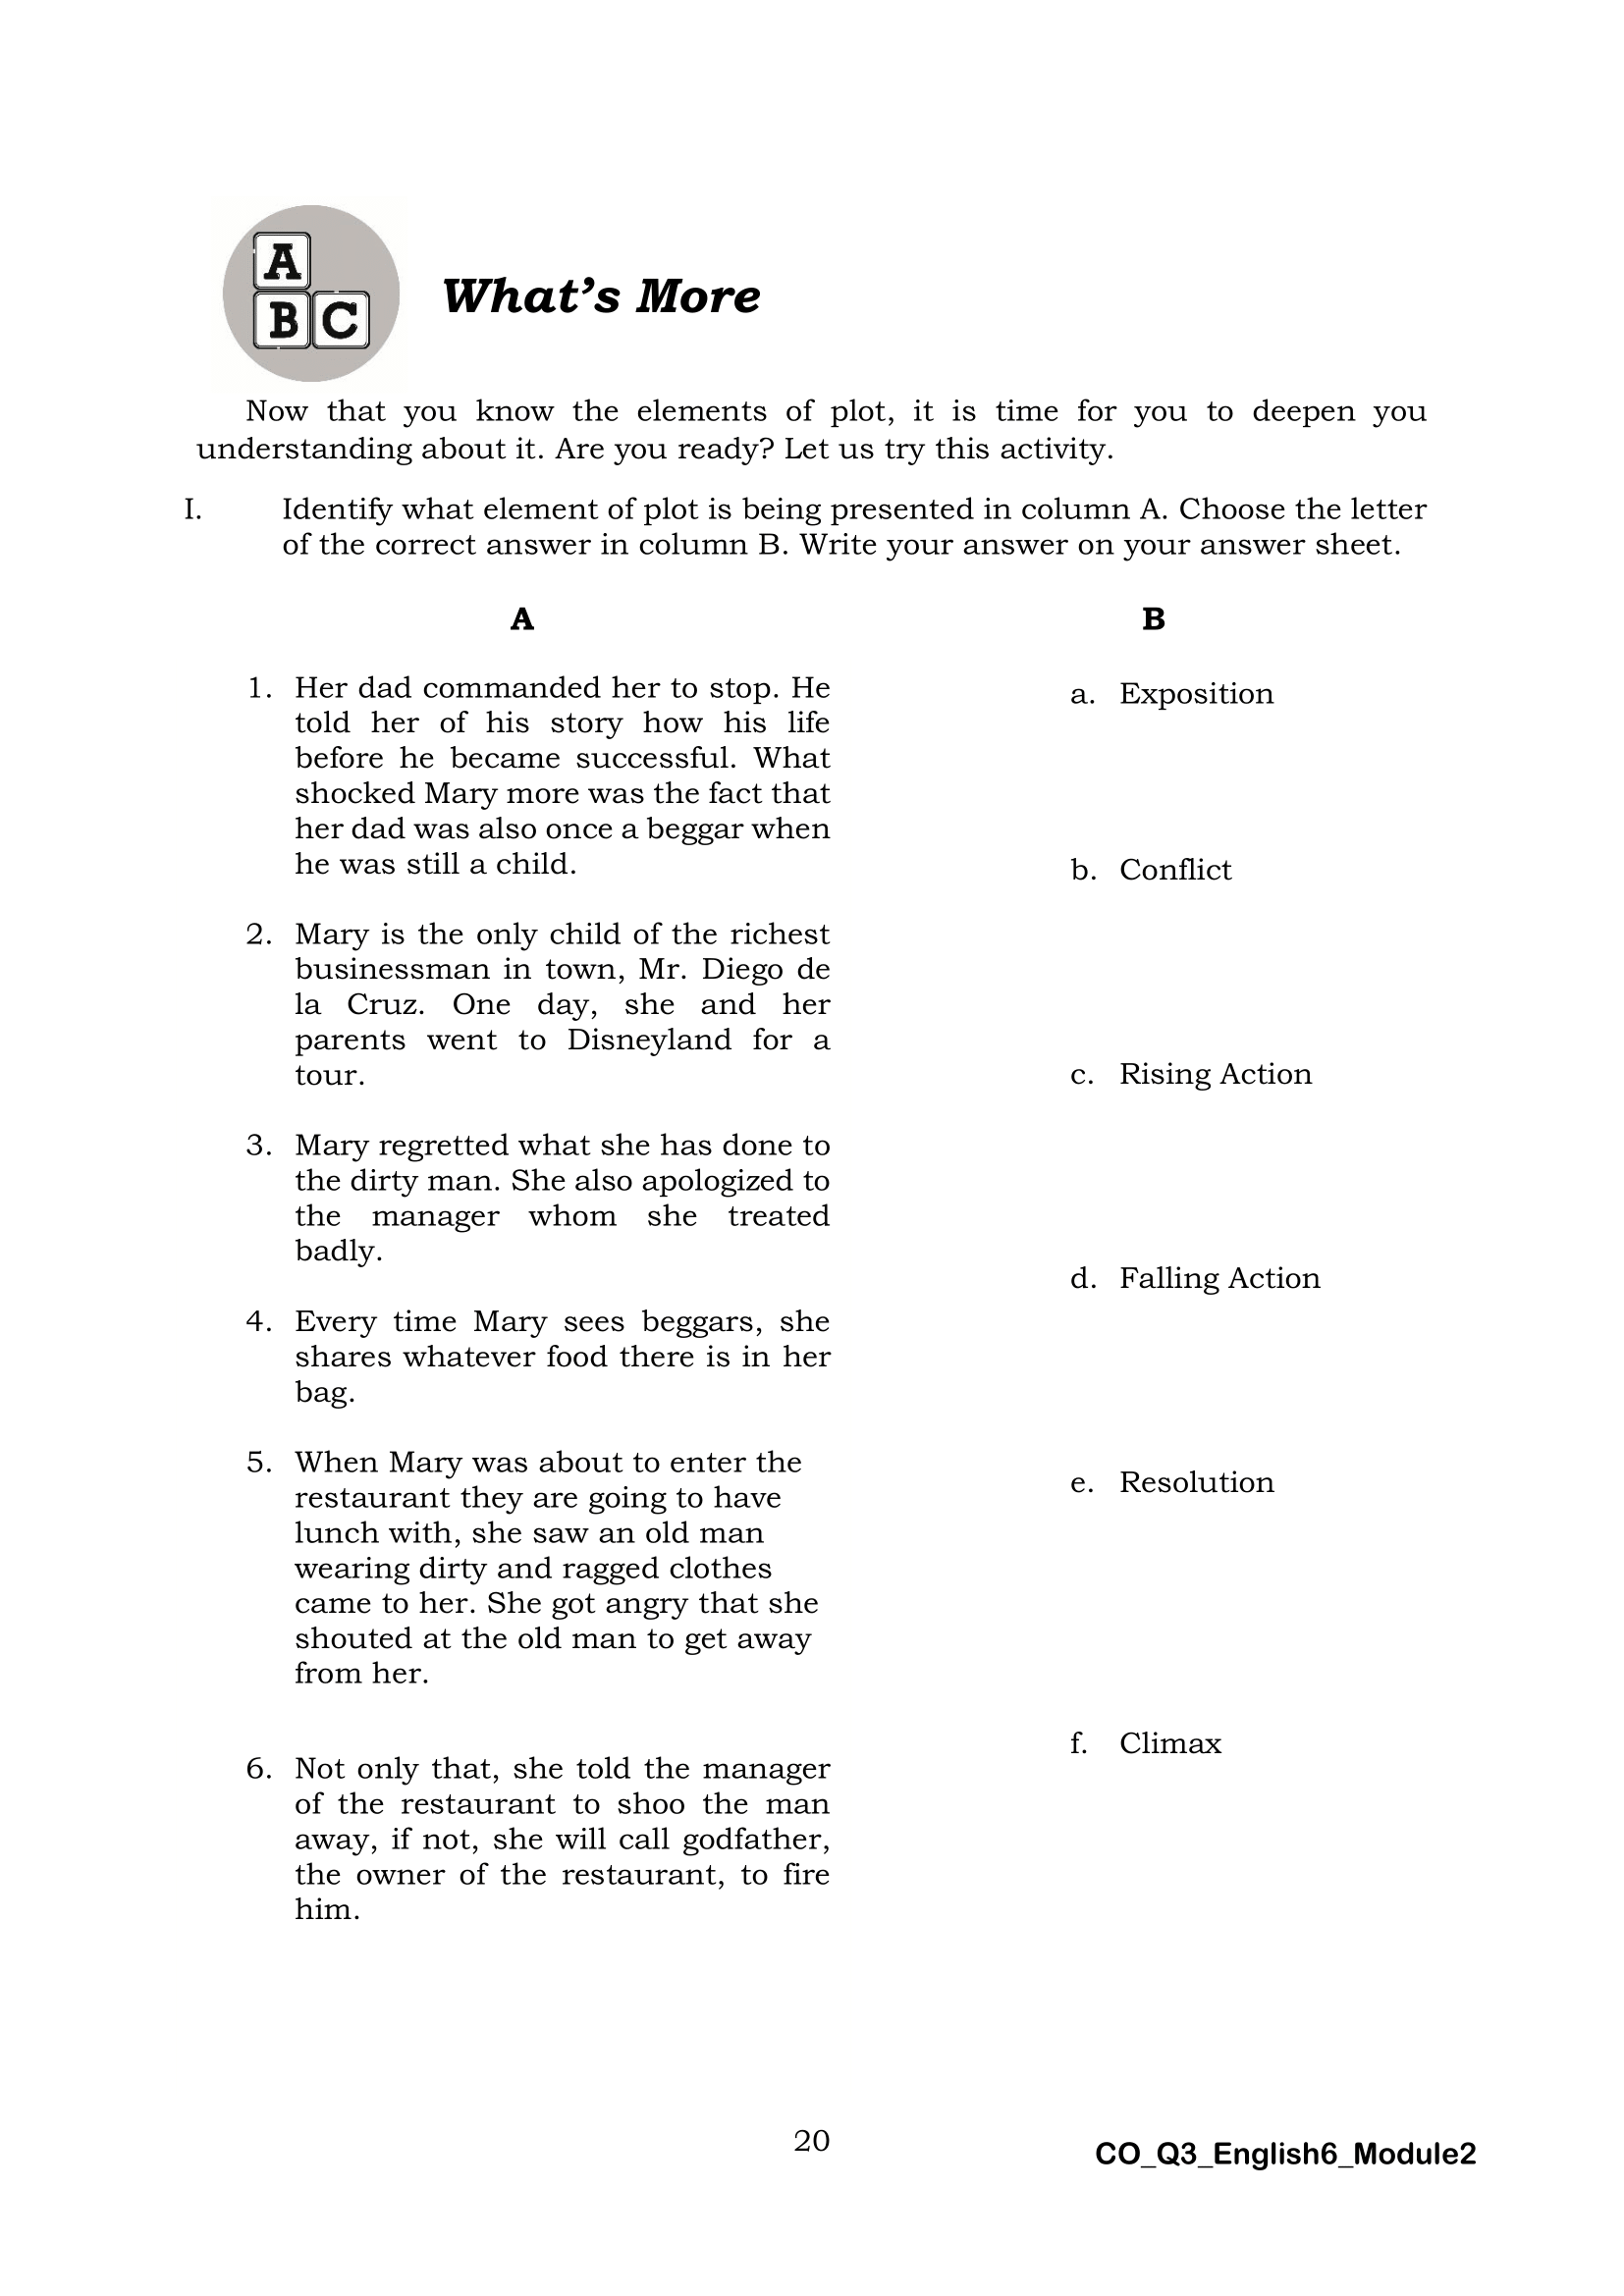 A
B C
What's More
Now that you know the elements of plot, it is time for you to deepen you
understanding about it. Are you ready? Let us try this activity.
I. Identify what element of plot is being presented in column A. Choose the letter
of the correct answer in column B. Write your answer on your answer sheet.
A
1. Her dad commanded her to stop. He
told her of his story how his life
before he became successful. What
shocked Mary more was the fact that
her dad was also once a beggar when
he was still a child.
2. Mary is the only child of the richest
businessman in town, Mr. Diego de
la Cruz. One day, she and her
parents went to Disneyland for a
tour.
3. Mary regretted what she has done to
the dirty man. She also apologized to
the manager whom she treated
badly.
4. Every time Mary sees beggars, she
shares whatever food there is in her
bag.
5. When Mary was about to enter the
restaurant they are going to have
lunch with, she saw an old man
wearing dirty and ragged clothes
came to her. She got angry that she
shouted at the old man to get away
from her.
6. Not only that, she told the manager
of the restaurant to shoo the man
away, if not, she will call godfather,
the owner of the restaurant, to fire
him.
B
a. Exposition
b. Conflict
c. Rising Action
d. Falling Action
e. Resolution
f. Climax
20
CO_Q3_English6_Module2